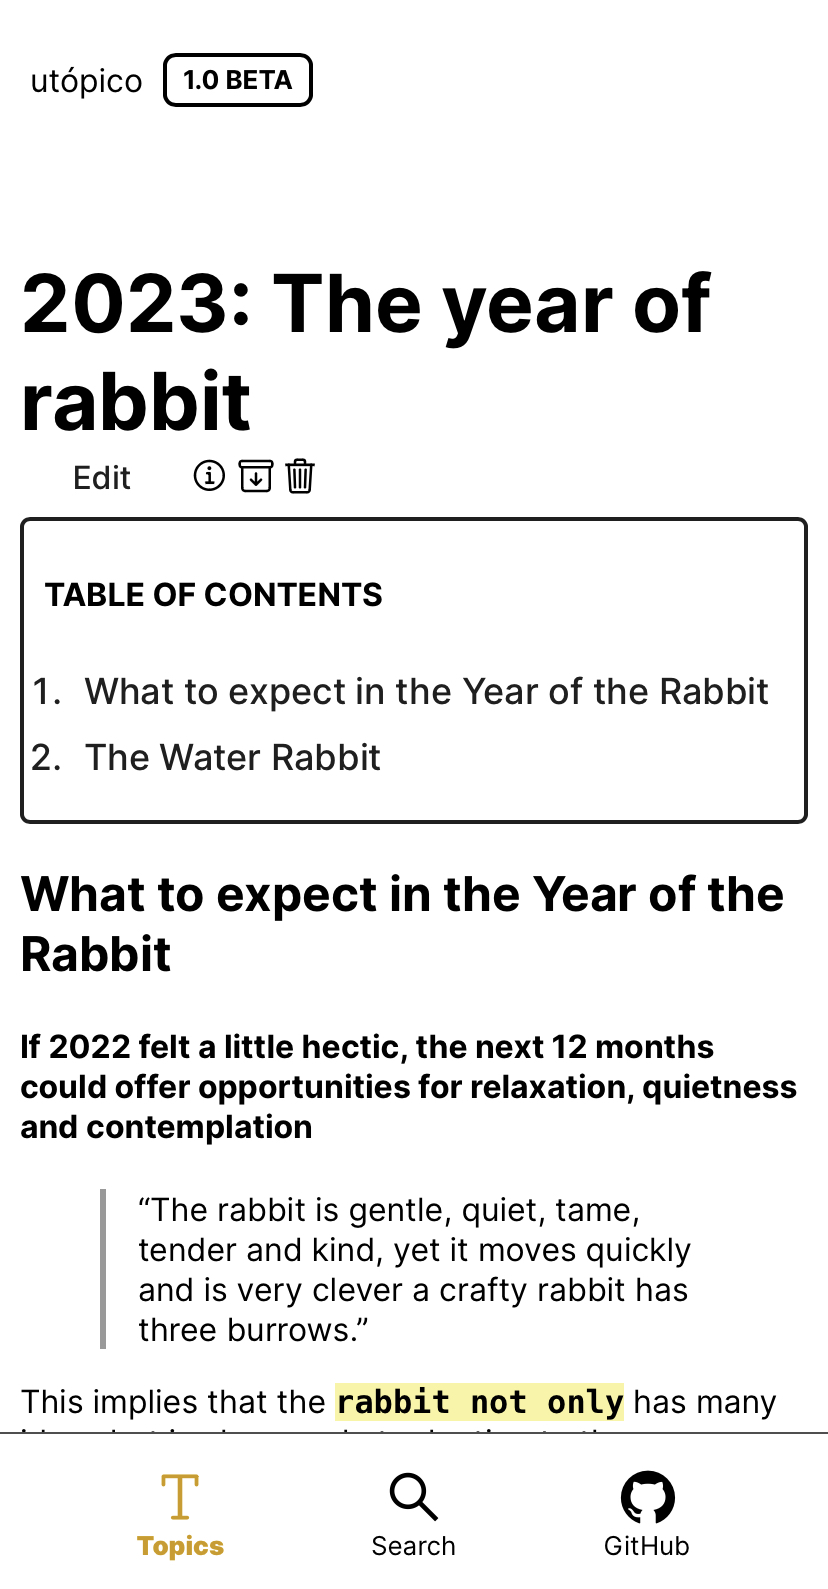 utópico 1.0 BETA
2023: The year of
rabbit
Edit
TABLE OF CONTENTS
1. What to expect in the Year of the Rabbit
2. The Water Rabbit
What to expect in the Year of the
Rabbit
If 2022 felt a little hectic, the next 12 months
could offer opportunities for relaxation, quietness
and contemplation
“The rabbit is gentle, quiet, tame,
tender and kind, yet it moves quickly
and is very clever a crafty rabbit has
three burrows.”
This implies that the rabbit not only has many
Topics Search GitHub